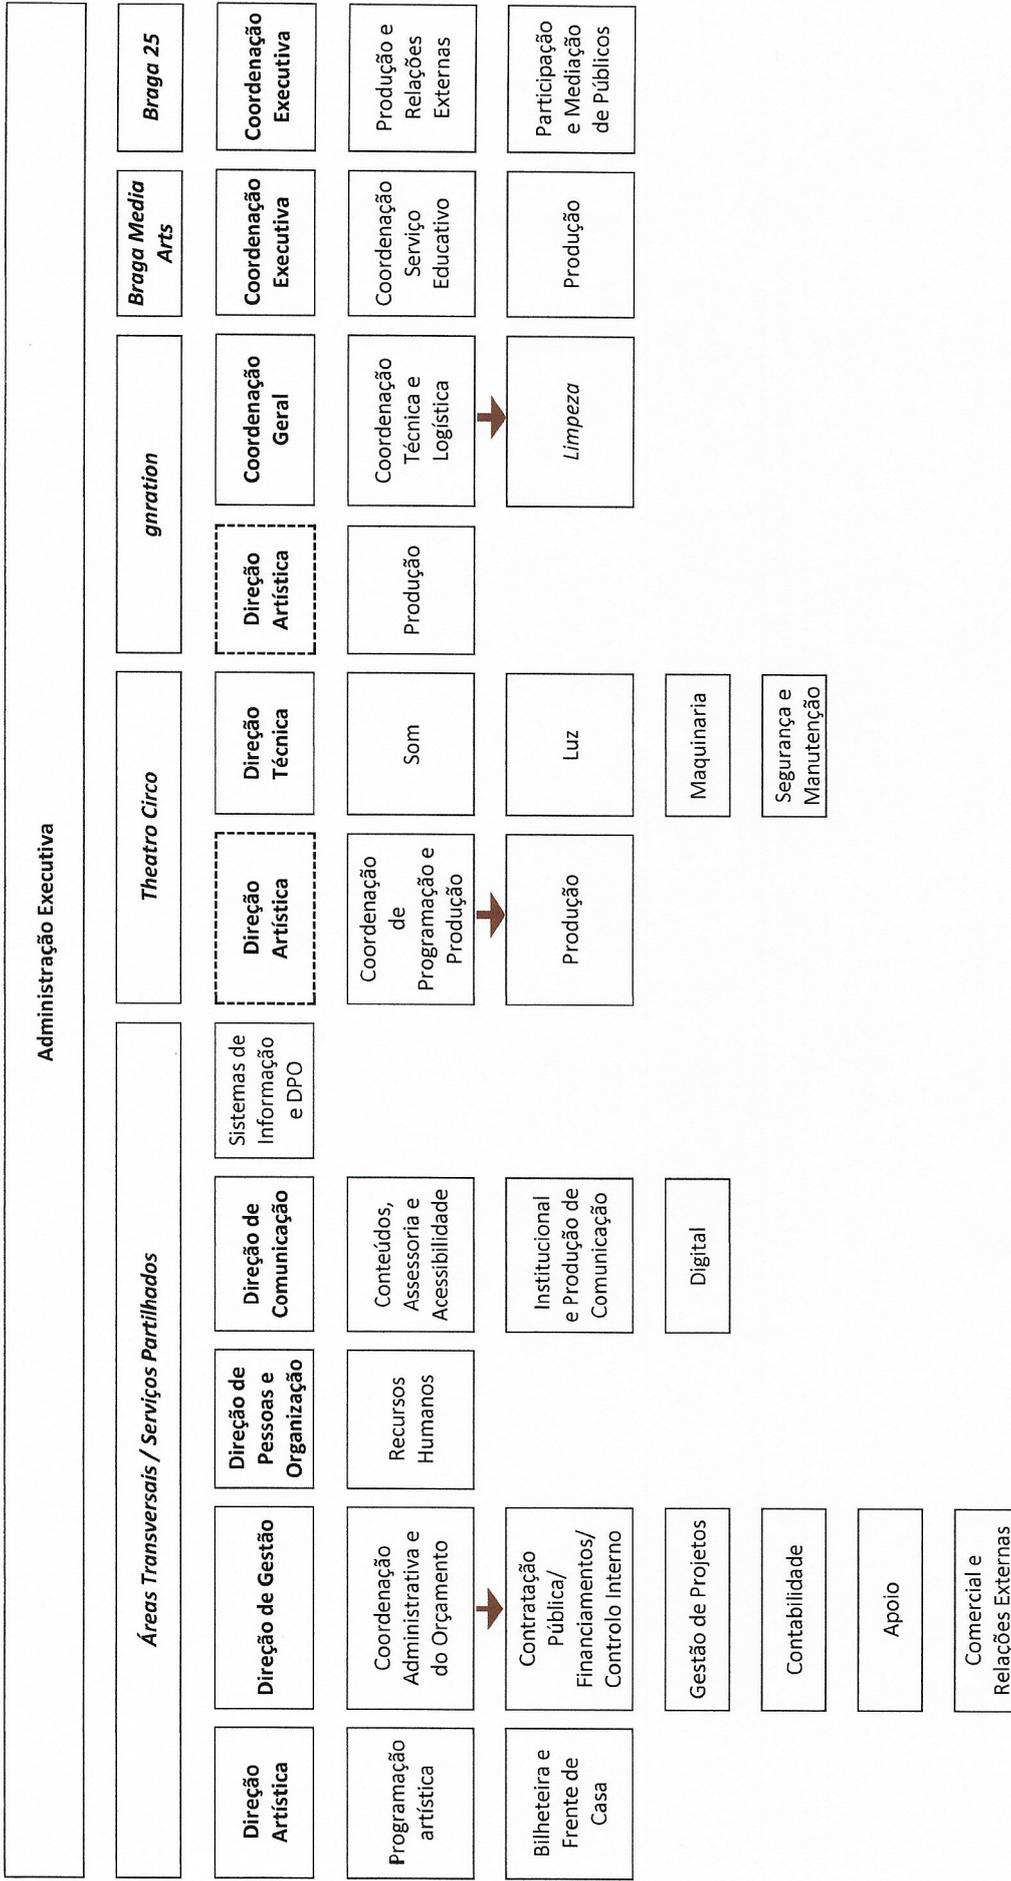 Administração Executiva
Áreas Transversais / Serviços Partilhados
Theatro Circo
gnration
Braga Media
Arts
Braga 25
Direção
Artística
Direção de Gestão
Direção de
Pessoas e
Organização
Direção de
Comunicação
Sistemas de
Informação
e DPO
Direção
Artística
Direção
Técnica
Direção
Artística
Coordenação
Geral
Coordenação
Executiva
Coordenação
Executiva
Programação
artística
Coordenação
Administrativa e
do Orçamento
Recursos
Humanos
Conteúdos,
Assessoria e
Acessibilidade
Coordenação
de
Programação e
Produção
Som
Produção
Coordenação
Técnica e
Logística
Coordenação
Serviço
Educativo
Produção e
Relações
Externas
Bilheteira e
Frente de
Casa
Contratação
Pública/
Financiamentos/
Controlo Interno
Institucional
e Produção de
Comunicação
Produção
Luz
Limpeza
Produção
Participação
e Mediação
de Públicos
Gestão de Projetos
Digital
Maquinaria
Contabilidade
Segurança e
Manutenção
Apoio
Comercial e
Relações Externas